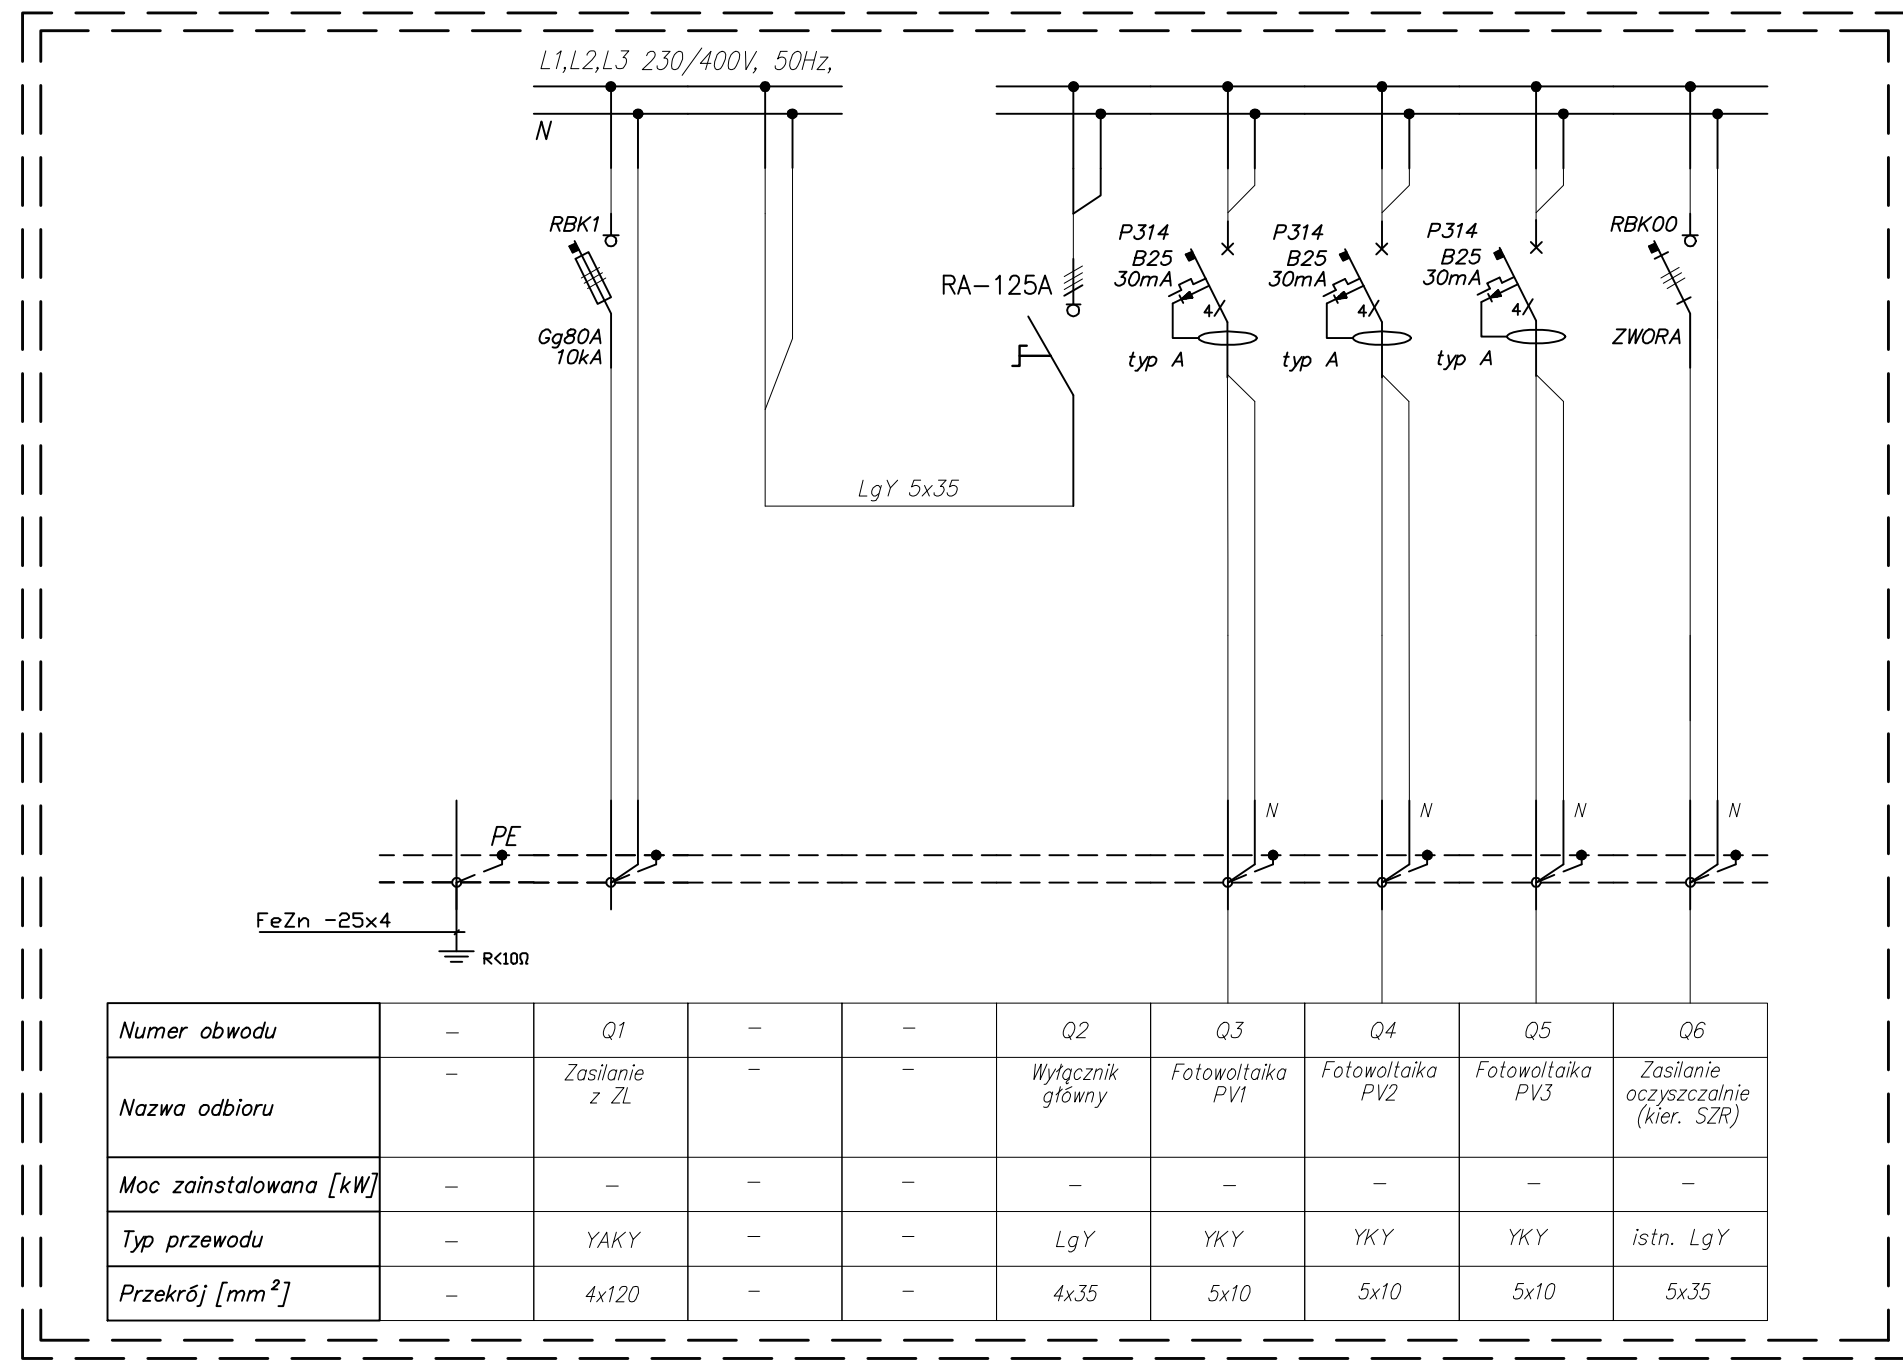 L1,L2,L3 230/400V, 50Hz,
N
RBK1
Gg80A
10kA
LgY 5x35
RA-125A
P314
B25
30mA
4
typ A
P314
B25
30mA
4
typ A
P314
B25
30mA
4
typ A
RBK00
ZWORA
N
N
N
N
PE
FeZn -25x4
R<10Ω
Numer obwodu - Q1 - - Q2 Q3 Q4 Q5 Q6
Nazwa odbioru
-
Zasilanie
z ZL
-
-
Wyłącznik
główny
Fotowoltaika
PV1
Fotowoltaika
PV2
Fotowoltaika
PV3
Zasilanie
oczyszczalnie
(kier. SZR)
Moc zainstalowana [kW] - - - - - - - - -
Typ przewodu - YAKY - - LgY YKY YKY YKY istn. LgY
Przekrój [mm²] - 4x120 - - 4x35 5x10 5x10 5x10 5x35